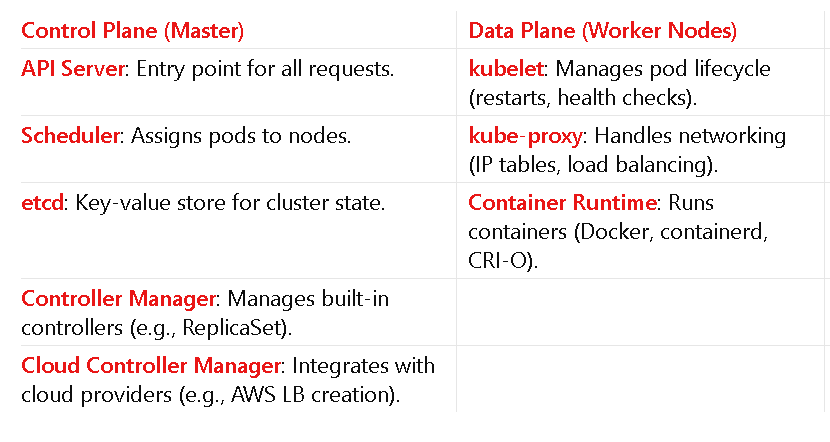 Control Plane (Master)
Data Plane (Worker Nodes)
API Server: Entry point for all requests.
kubelet: Manages pod lifecycle
(restarts, health checks).
Scheduler: Assigns pods to nodes.
kube-proxy: Handles networking
(IP tables, load balancing).
etcd: Key-value store for cluster state.
Container Runtime: Runs
containers (Docker, containerd,
CRI-O).
Controller Manager: Manages built-in
controllers (e.g., ReplicaSet).
Cloud Controller Manager: Integrates with
cloud providers (e.g., AWS LB creation).